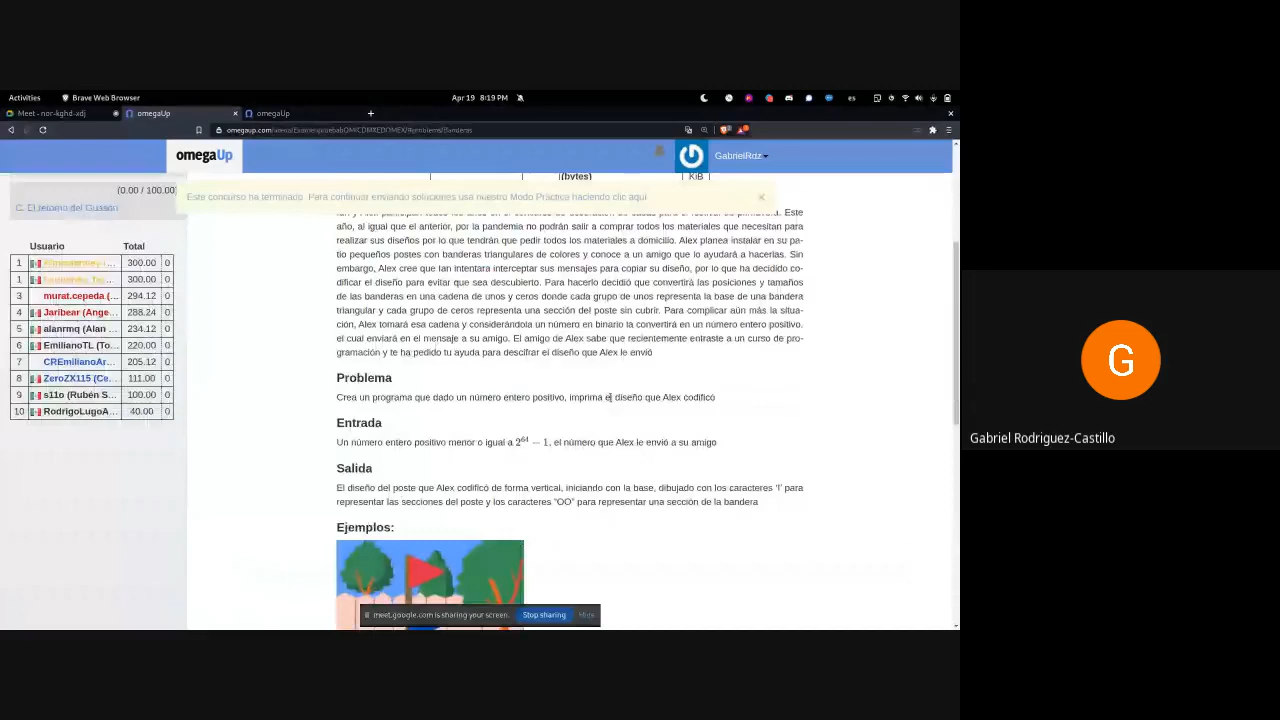 Activities
Brave Web Browser
Apr 19 8:19 PM
es
Meet - nor-kghd-xdj
omegaUp
omegaUp
omegaUp
GabrielRdz
(0.00 / 100.00)
(bytes)
KiB
C. El retorno del Guasón
Este concurso ha terminado. Para continuar enviando soluciones usa nuestro Modo Práctica haciendo clic aquí
año, al igual que el anterior, por la pandemia no podrán salir a comprar todos los materiales que necesitan para
realizar sus diseños por lo que tendrán que pedir todos los materiales a domicilio. Alex planea instalar en su pa-
tio pequeños postes con banderas triangulares de colores y conoce a un amigo que lo ayudará a hacerlas. Sin
embargo, Alex cree que Ian intentara interceptar sus mensajes para copiar su diseño, por lo que ha decidido co-
dificar el diseño para evitar que sea descubierto. Para hacerlo decidió que convertirá las posiciones y tamaños
de las banderas en una cadena de unos y ceros donde cada grupo de unos representa la base de una bandera
triangular y cada grupo de ceros representa una sección del poste sin cubrir. Para complicar aún más la situa-
ción, Alex tomará esa cadena y considerándola un número en binario la convertirá en un número entero positivo.
el cual enviará en el mensaje a su amigo. El amigo de Alex sabe que recientemente entraste a un curso de pro-
gramación y te ha pedido tu ayuda para descifrar el diseño que Alex le envió
Problema
Crea un programa que dado un número entero positivo, imprima el diseño que Alex codificó
Entrada
Un número entero positivo menor o igual a 2^64 − 1, el número que Alex le envió a su amigo
Salida
El diseño del poste que Alex codificó de forma vertical, iniciando con la base, dibujado con los caracteres 'I' para
representar las secciones del poste y los caracteres "OO" para representar una sección de la bandera
Ejemplos:
Usuario Total
1 300.00 0
1 300.00 0
3 murat.cepeda (... 294.12 0
4 Jaribear (Ange... 288.24 0
5 alanrmq (Alan ... 234.12 0
6 EmilianoTL (To... 220.00 0
7 CREmilianoAr... 205.12 0
8 ZeroZX115 (Ce... 111.00 0
9 s11o (Rubén S... 100.00 0
10 RodrigoLugoA... 40.00 0
meet.google.com is sharing your screen.
Stop sharing
Hide
G
Gabriel Rodriguez-Castillo